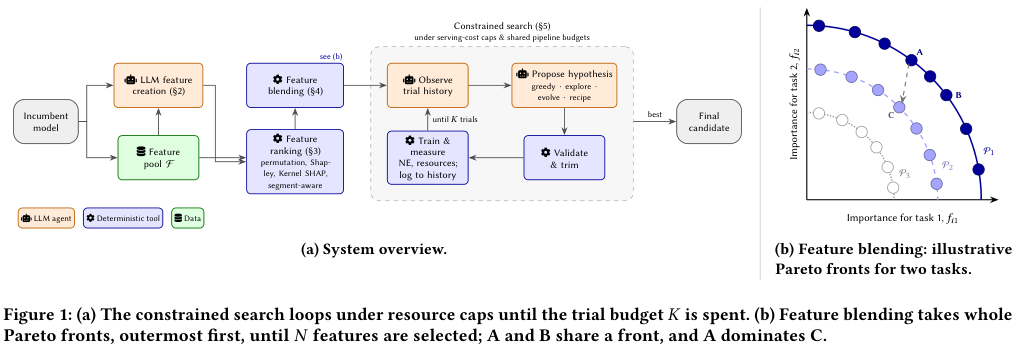 Constrained search (§5)
under serving-cost caps & shared pipeline budgets
see (b)
Incumbent
model
LLM feature
creation (§2)
Feature
pool F
Feature
blending (§4)
Feature
ranking (§3)
permutation, Shap-
ley, Kernel SHAP,
segment-aware
Observe
trial history
Propose hypothesis
greedy · explore ·
evolve · recipe
until K trials
Train &
measure
NE, resources;
log to history
Validate
& trim
best
Final
candidate
LLM agent
Deterministic tool
Data
(a) System overview.
Importance for task 2, f_{t2}
A
B
C
P_1
P_2
P_3
Importance for task 1, f_{t1}
(b) Feature blending: illustrative
Pareto fronts for two tasks.
Figure 1: (a) The constrained search loops under resource caps until the trial budget K is spent. (b) Feature blending takes whole
Pareto fronts, outermost first, until N features are selected; A and B share a front, and A dominates C.